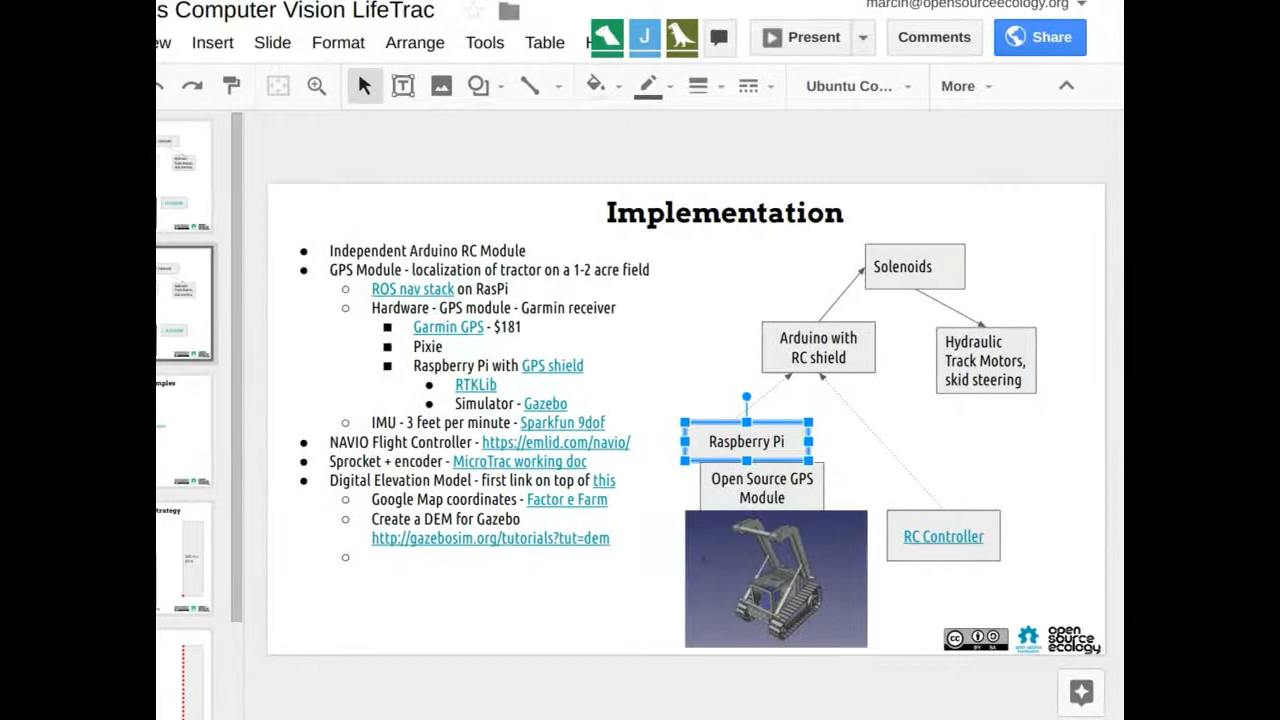 s Computer Vision LifeTrac
marcin@opensourceecology.org
ew Insert Slide Format Arrange Tools Table H
J
Present
Comments
Share
Ubuntu Co...
More
Implementation
● Independent Arduino RC Module
● GPS Module - localization of tractor on a 1-2 acre field
○ ROS nav stack on RasPi
○ Hardware - GPS module - Garmin receiver
■ Garmin GPS - $181
■ Pixie
■ Raspberry Pi with GPS shield
● RTKLib
● Simulator - Gazebo
○ IMU - 3 feet per minute - Sparkfun 9dof
● NAVIO Flight Controller - https://emlid.com/navio/
● Sprocket + encoder - MicroTrac working doc
● Digital Elevation Model - first link on top of this
○ Google Map coordinates - Factor e Farm
○ Create a DEM for Gazebo
http://gazebosim.org/tutorials?tut=dem
○
Solenoids
Arduino with
RC shield
Hydraulic
Track Motors,
skid steering
Raspberry Pi
Open Source GPS
Module
RC Controller
cc
BY SA
open
source
ecology
mples
trategy